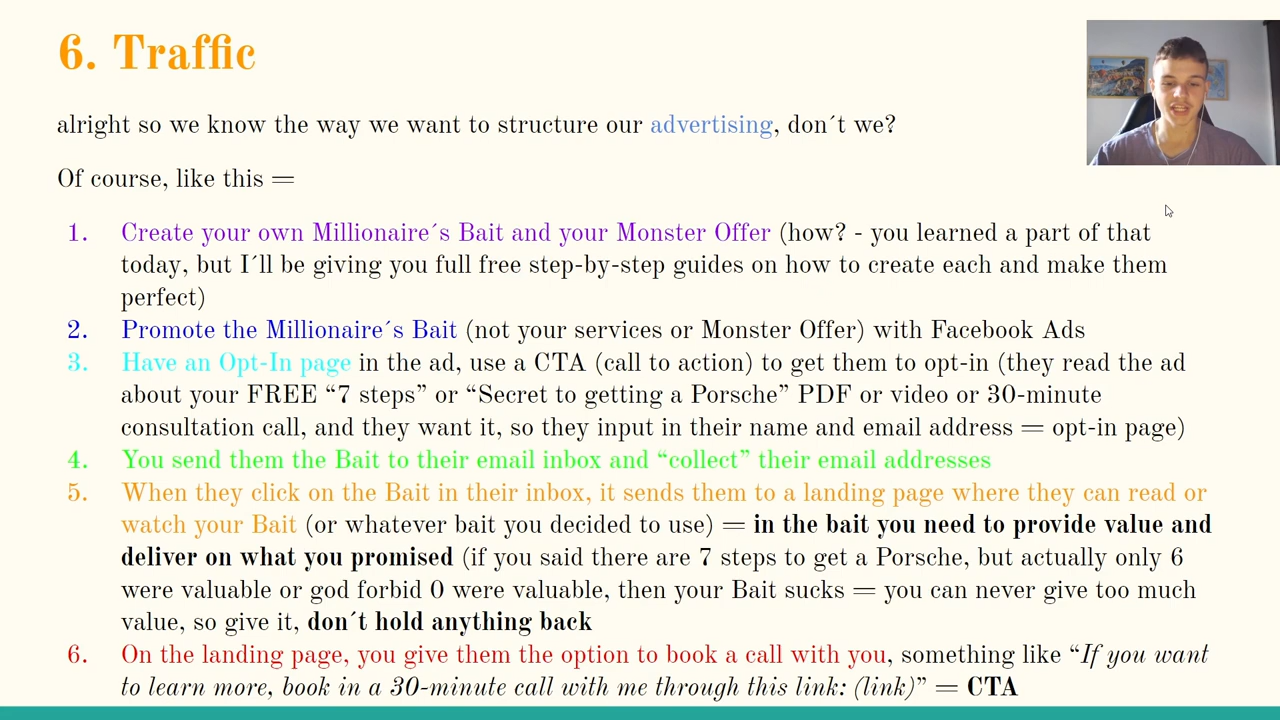 6. Traffic
alright so we know the way we want to structure our advertising, don´t we?
Of course, like this =
1. Create your own Millionaire´s Bait and your Monster Offer (how? - you learned a part of that
today, but I´ll be giving you full free step-by-step guides on how to create each and make them
perfect)
2. Promote the Millionaire´s Bait (not your services or Monster Offer) with Facebook Ads
3. Have an Opt-In page in the ad, use a CTA (call to action) to get them to opt-in (they read the ad
about your FREE “7 steps” or “Secret to getting a Porsche” PDF or video or 30-minute
consultation call, and they want it, so they input in their name and email address = opt-in page)
4. You send them the Bait to their email inbox and “collect” their email addresses
5. When they click on the Bait in their inbox, it sends them to a landing page where they can read or
watch your Bait (or whatever bait you decided to use) = in the bait you need to provide value and
deliver on what you promised (if you said there are 7 steps to get a Porsche, but actually only 6
were valuable or god forbid 0 were valuable, then your Bait sucks = you can never give too much
value, so give it, don´t hold anything back
6. On the landing page, you give them the option to book a call with you, something like “If you want
to learn more, book in a 30-minute call with me through this link: (link)” = CTA